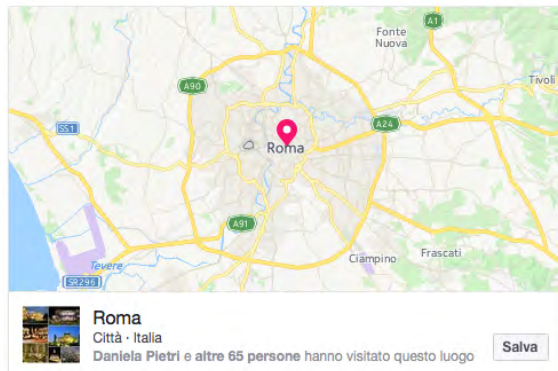 A1
Fonte
Nuova
A90
Tivoli
SS1
A24
Roma
A91
Ciampino
Frascati
Tevere
SR296
Roma
Città · Italia
Daniela Pietri e altre 65 persone hanno visitato questo luogo
Salva